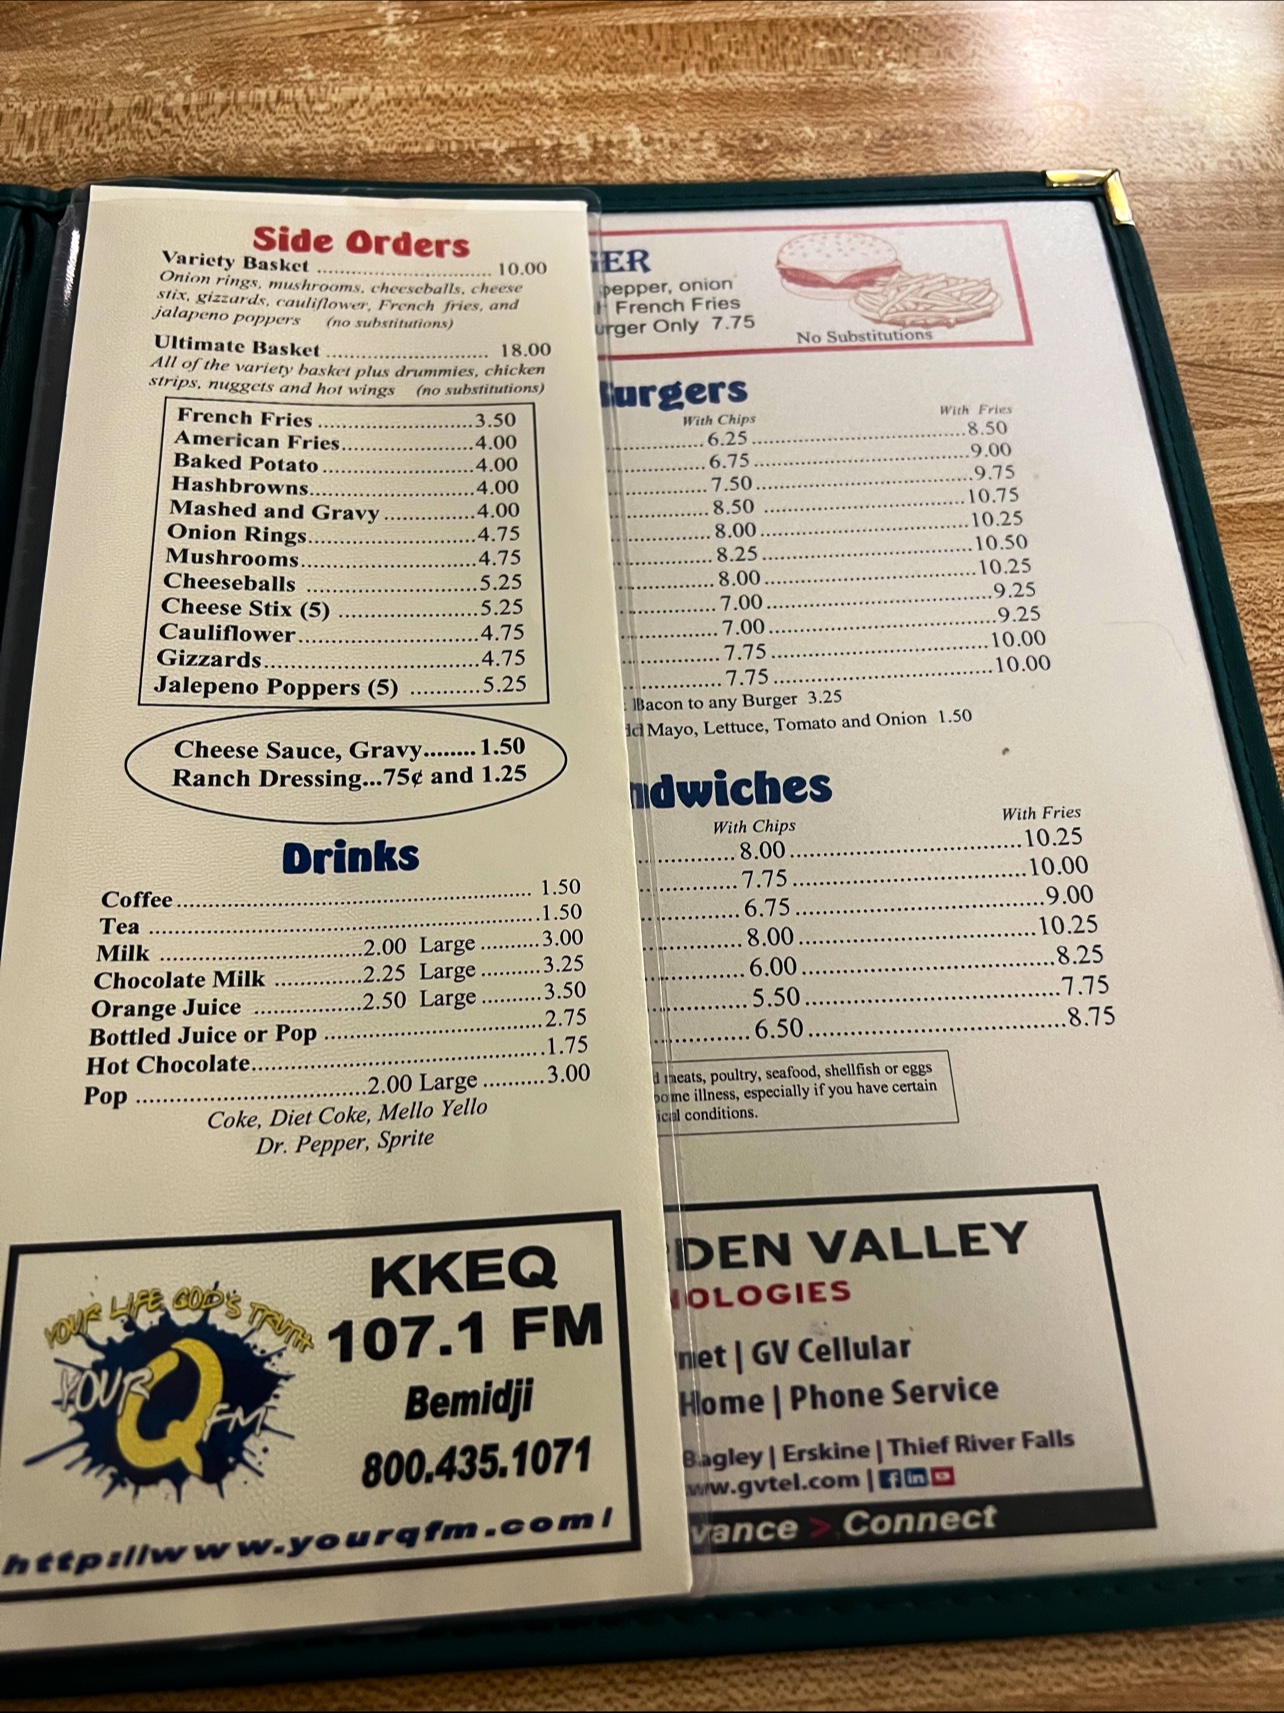 Side Orders
Variety Basket .......................................... 10.00
Onion rings, mushrooms, cheeseballs, cheese
stix, gizzards, cauliflower, French fries, and
jalapeno poppers (no substitutions)
Ultimate Basket ....................................... 18.00
All of the variety basket plus drummies, chicken
strips, nuggets and hot wings (no substitutions)
French Fries ..........................3.50
American Fries......................4.00
Baked Potato .........................4.00
Hashbrowns...........................4.00
Mashed and Gravy ...............4.00
Onion Rings...........................4.75
Mushrooms............................4.75
Cheeseballs ...........................5.25
Cheese Stix (5) ......................5.25
Cauliflower.............................4.75
Gizzards...................................4.75
Jalepeno Poppers (5) ...........5.25
Cheese Sauce, Gravy........ 1.50
Ranch Dressing...75¢ and 1.25
Drinks
Coffee ........................................................ 1.50
Tea .............................................................1.50
Milk ................................2.00 Large ..........3.00
Chocolate Milk .............2.25 Large ..........3.25
Orange Juice ................2.50 Large ..........3.50
Bottled Juice or Pop ..................................2.75
Hot Chocolate..............................................1.75
Pop ....................................2.00 Large ..........3.00
Coke, Diet Coke, Mello Yello
Dr. Pepper, Sprite
YOUR LIFE GOD'S TRUTH
YOUR Q FM
KKEQ
107.1 FM
Bemidji
800.435.1071
http://www.yourqfm.com/
GER
pepper, onion
French Fries
urger Only 7.75
No Substitutions
Burgers
With Chips With Fries
6.25 ........................................8.50
6.75 ........................................9.00
7.50 ........................................9.75
8.50 ........................................10.75
8.00 ........................................10.25
8.25 ........................................10.50
8.00 ........................................10.25
7.00 ........................................9.25
7.00 ........................................9.25
7.75 ........................................10.00
7.75 ........................................10.00
Bacon to any Burger 3.25
dd Mayo, Lettuce, Tomato and Onion 1.50
ndwiches
With Chips With Fries
8.00 ........................................10.25
7.75 ........................................10.00
6.75 ........................................9.00
8.00 ........................................10.25
6.00 ........................................8.25
5.50 ........................................7.75
6.50 ........................................8.75
d meats, poultry, seafood, shellfish or eggs
ome illness, especially if you have certain
ical conditions.
DEN VALLEY
NOLOGIES
net | GV Cellular
Home | Phone Service
Bagley | Erskine | Thief River Falls
www.gvtel.com | f in
vance > Connect